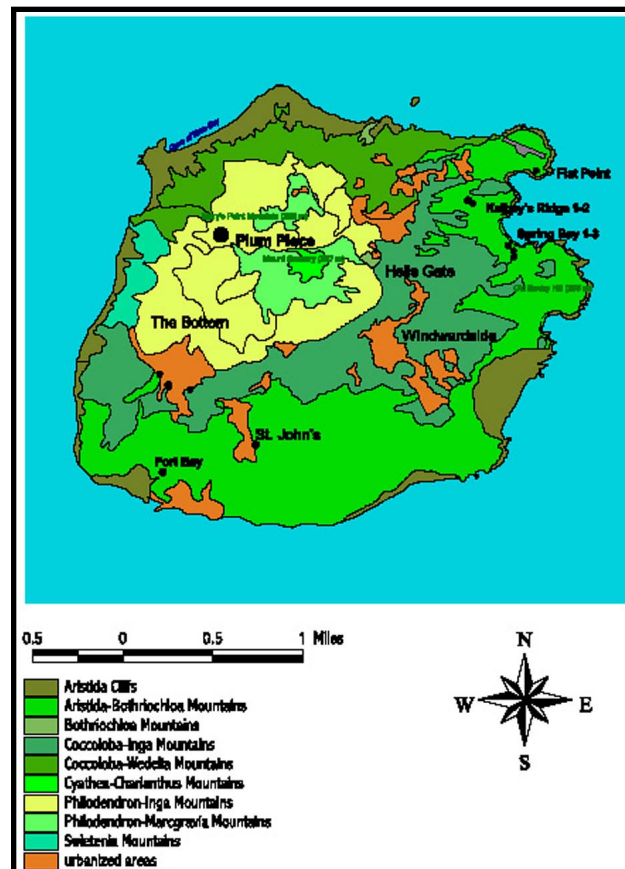 Flat Point
Kelbey's Ridge 1-2
Spring Bay 1-3
Plum Piece
Hells Gate
The Bottom
Windwardside
St. John's
Fort Bay
0.5 0 0.5 1 Miles
N
W E
S
Aristida Cliffs
Aristida-Bothriochloa Mountains
Bothriochloa Mountains
Coccoloba-Inga Mountains
Coccoloba-Wedelia Mountains
Cyathea-Charianthus Mountains
Philodendron-Inga Mountains
Philodendron-Marcgravia Mountains
Swietenia Mountains
urbanized areas